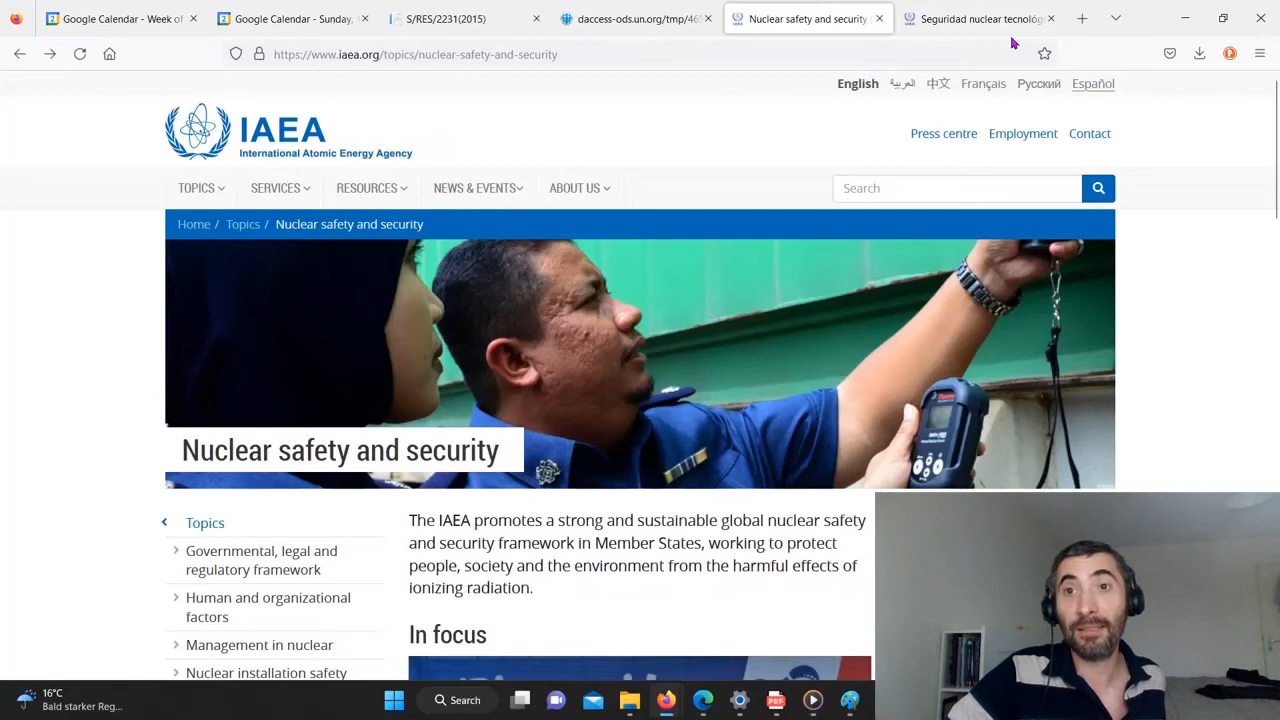 Google Calendar - Week of
Google Calendar - Sunday,
S/RES/2231(2015)
daccess-ods.un.org/tmp/46
Nuclear safety and security
Seguridad nuclear tecnológ
https://www.iaea.org/topics/nuclear-safety-and-security
English العربية 中文 Français Русский Español
IAEA
International Atomic Energy Agency
Press centre Employment Contact
TOPICS SERVICES RESOURCES NEWS & EVENTS ABOUT US Search
Home / Topics / Nuclear safety and security
Nuclear safety and security
Topics
Governmental, legal and
regulatory framework
Human and organizational
factors
Management in nuclear
Nuclear installation safety
The IAEA promotes a strong and sustainable global nuclear safety
and security framework in Member States, working to protect
people, society and the environment from the harmful effects of
ionizing radiation.
In focus
16°C
Bald starker Reg...
Search